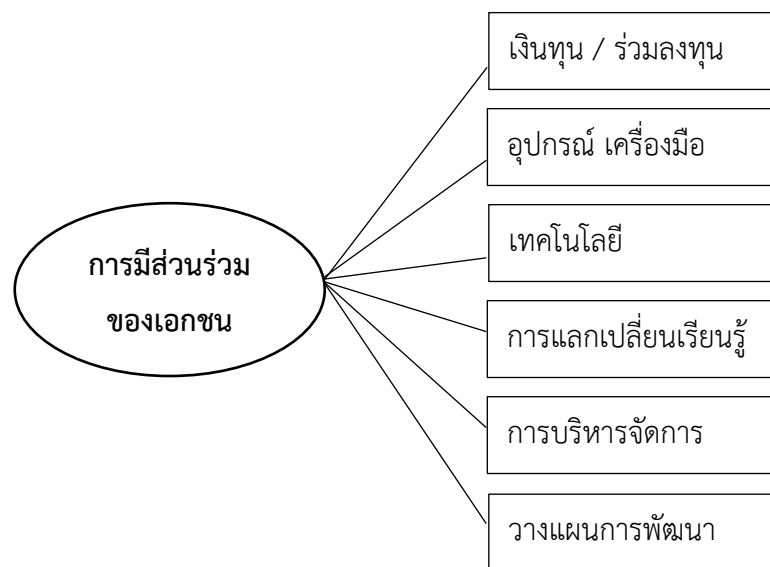 การมีส่วนร่วม
ของเอกชน
เงินทุน / ร่วมลงทุน
อุปกรณ์ เครื่องมือ
เทคโนโลยี
การแลกเปลี่ยนเรียนรู้
การบริหารจัดการ
วางแผนการพัฒนา